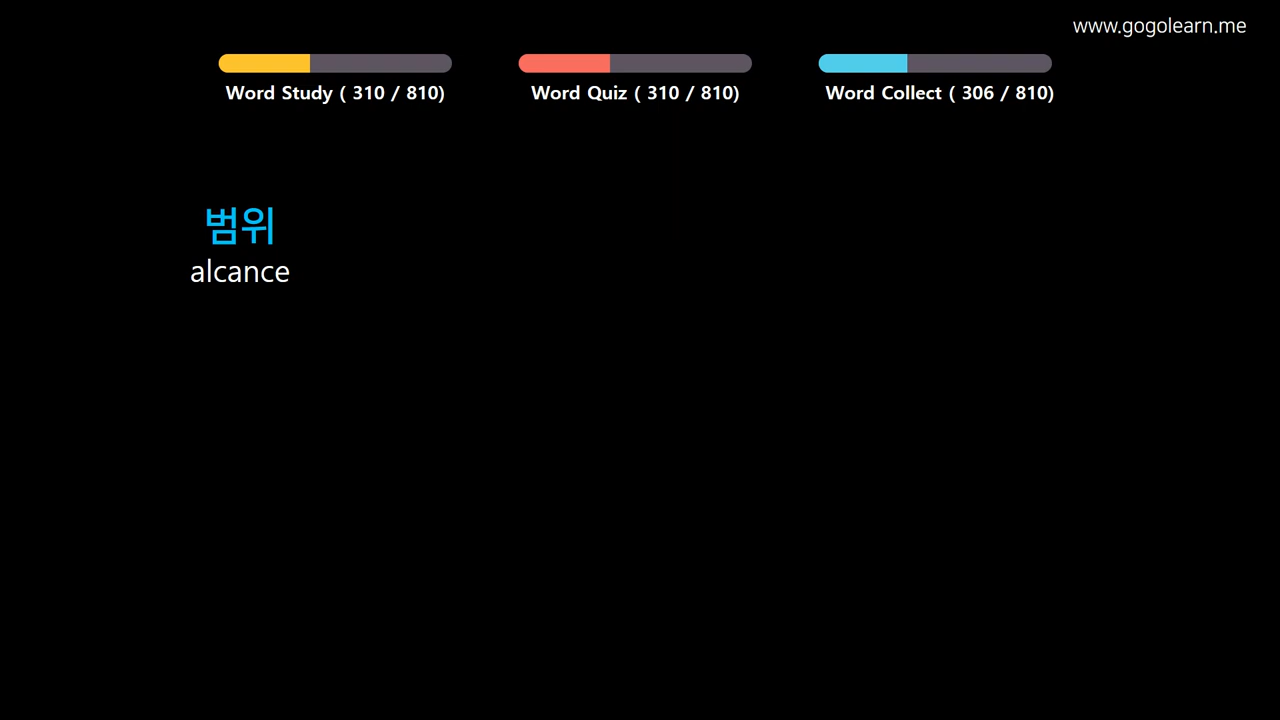 www.gogolearn.me
Word Study ( 310 / 810)
Word Quiz ( 310 / 810)
Word Collect ( 306 / 810)
범위
alcance